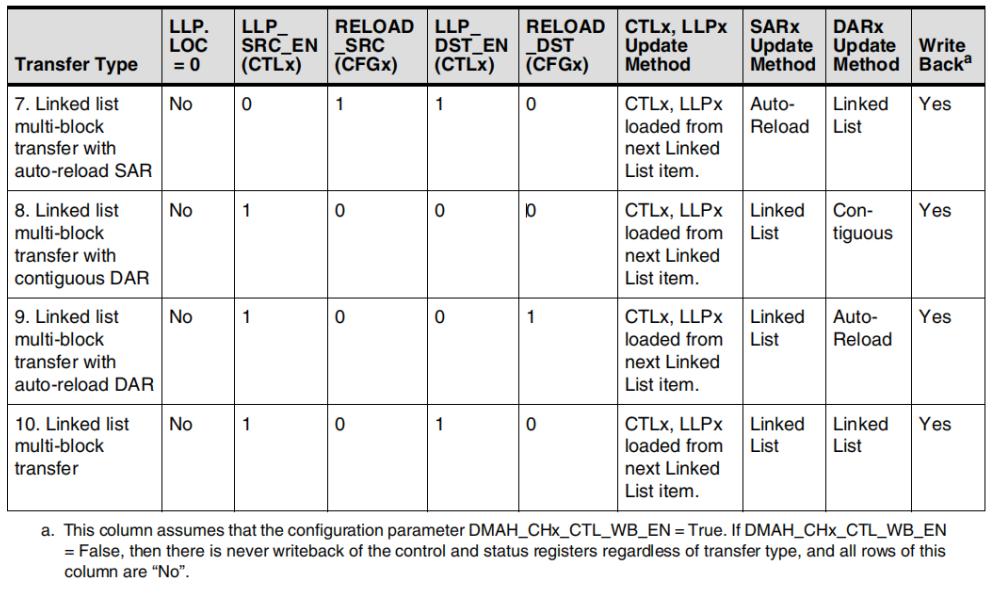 Transfer Type
LLP.
LOC
= 0
LLP_
SRC_EN
(CTLx)
RELOAD
_SRC
(CFGx)
LLP_
DST_EN
(CTLx)
RELOAD
_DST
(CFGx)
CTLx, LLPx
Update
Method
SARx
Update
Method
DARx
Update
Method
Write
Backa
7. Linked list
multi-block
transfer with
auto-reload SAR
No
0
1
1
0
CTLx, LLPx
loaded from
next Linked
List item.
Auto-
Reload
Linked
List
Yes
8. Linked list
multi-block
transfer with
contiguous DAR
No
1
0
0
0
CTLx, LLPx
loaded from
next Linked
List item.
Linked
List
Con-
tiguous
Yes
9. Linked list
multi-block
transfer with
auto-reload DAR
No
1
0
0
1
CTLx, LLPx
loaded from
next Linked
List item.
Linked
List
Auto-
Reload
Yes
10. Linked list
multi-block
transfer
No
1
0
1
0
CTLx, LLPx
loaded from
next Linked
List item.
Linked
List
Linked
List
Yes
a. This column assumes that the configuration parameter DMAH_CHx_CTL_WB_EN = True. If DMAH_CHx_CTL_WB_EN
= False, then there is never writeback of the control and status registers regardless of transfer type, and all rows of this
column are “No”.